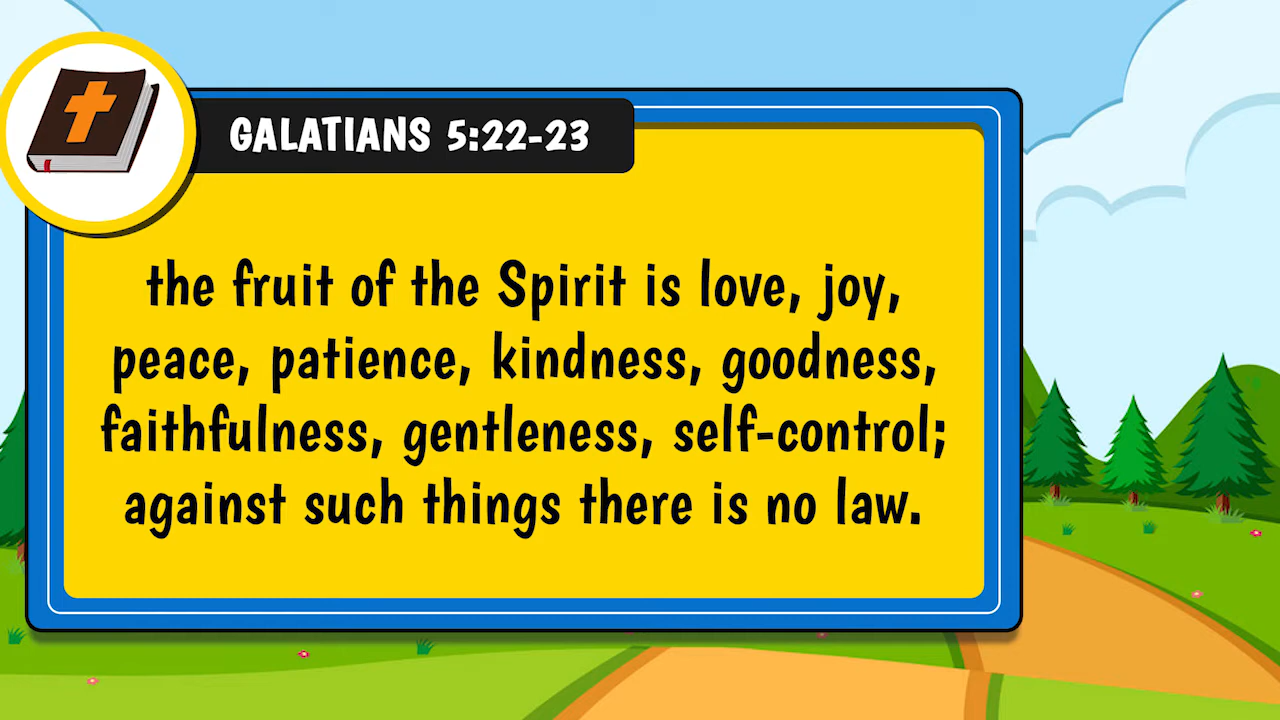 GALATIANS 5:22-23
the fruit of the Spirit is love, joy,
peace, patience, kindness, goodness,
faithfulness, gentleness, self-control;
against such things there is no law.